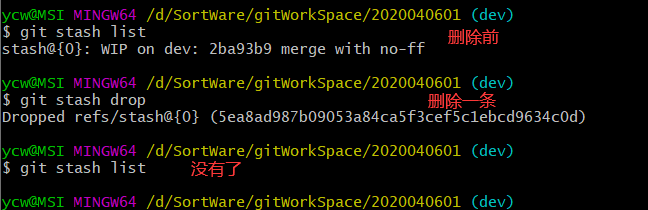 ycw@MSI MINGW64 /d/SortWare/gitWorkSpace/2020040601 (dev)
$ git stash list 删除前
stash@{0}: WIP on dev: 2ba93b9 merge with no-ff
ycw@MSI MINGW64 /d/SortWare/gitWorkSpace/2020040601 (dev)
$ git stash drop 删除一条
Dropped refs/stash@{0} (5ea8ad987b09053a84ca5f3cef5c1ebcd9634c0d)
ycw@MSI MINGW64 /d/SortWare/gitWorkSpace/2020040601 (dev)
$ git stash list 没有了
ycw@MSI MINGW64 /d/SortWare/gitWorkSpace/2020040601 (dev)